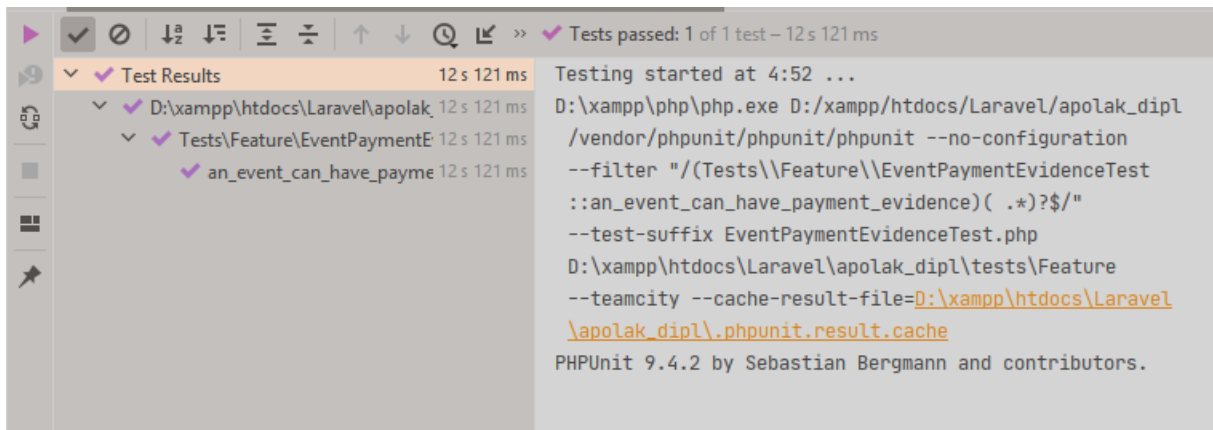 Tests passed: 1 of 1 test – 12 s 121 ms
Test Results 12 s 121 ms
D:\xampp\htdocs\Laravel\apolak_ 12 s 121 ms
Tests\Feature\EventPaymentE 12 s 121 ms
an_event_can_have_payme 12 s 121 ms
Testing started at 4:52 ...
D:\xampp\php\php.exe D:/xampp/htdocs/Laravel/apolak_dipl
/vendor/phpunit/phpunit/phpunit --no-configuration
--filter "/(Tests\\Feature\\EventPaymentEvidenceTest
::an_event_can_have_payment_evidence)( .*)?$/"
--test-suffix EventPaymentEvidenceTest.php
D:\xampp\htdocs\Laravel\apolak_dipl\tests\Feature
--teamcity --cache-result-file=D:\xampp\htdocs\Laravel
\apolak_dipl\.phpunit.result.cache
PHPUnit 9.4.2 by Sebastian Bergmann and contributors.